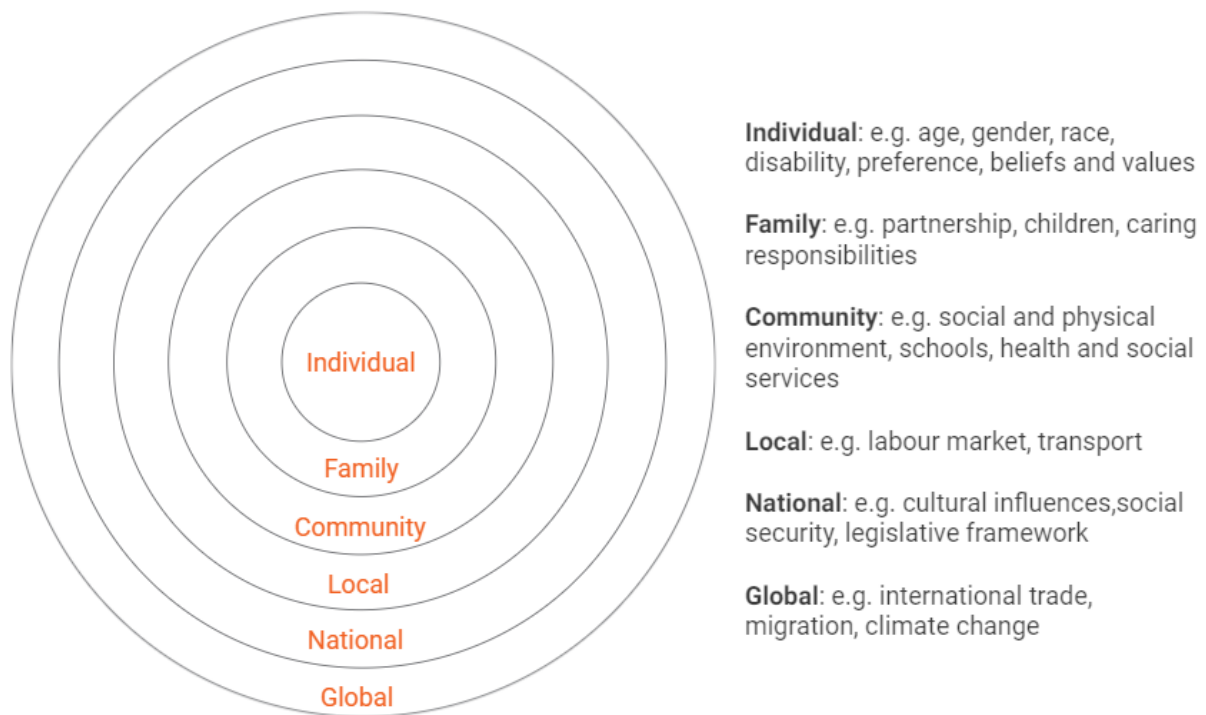 Individual
Family
Community
Local
National
Global
Individual: e.g. age, gender, race,
disability, preference, beliefs and values
Family: e.g. partnership, children, caring
responsibilities
Community: e.g. social and physical
environment, schools, health and social
services
Local: e.g. labour market, transport
National: e.g. cultural influences,social
security, legislative framework
Global: e.g. international trade,
migration, climate change